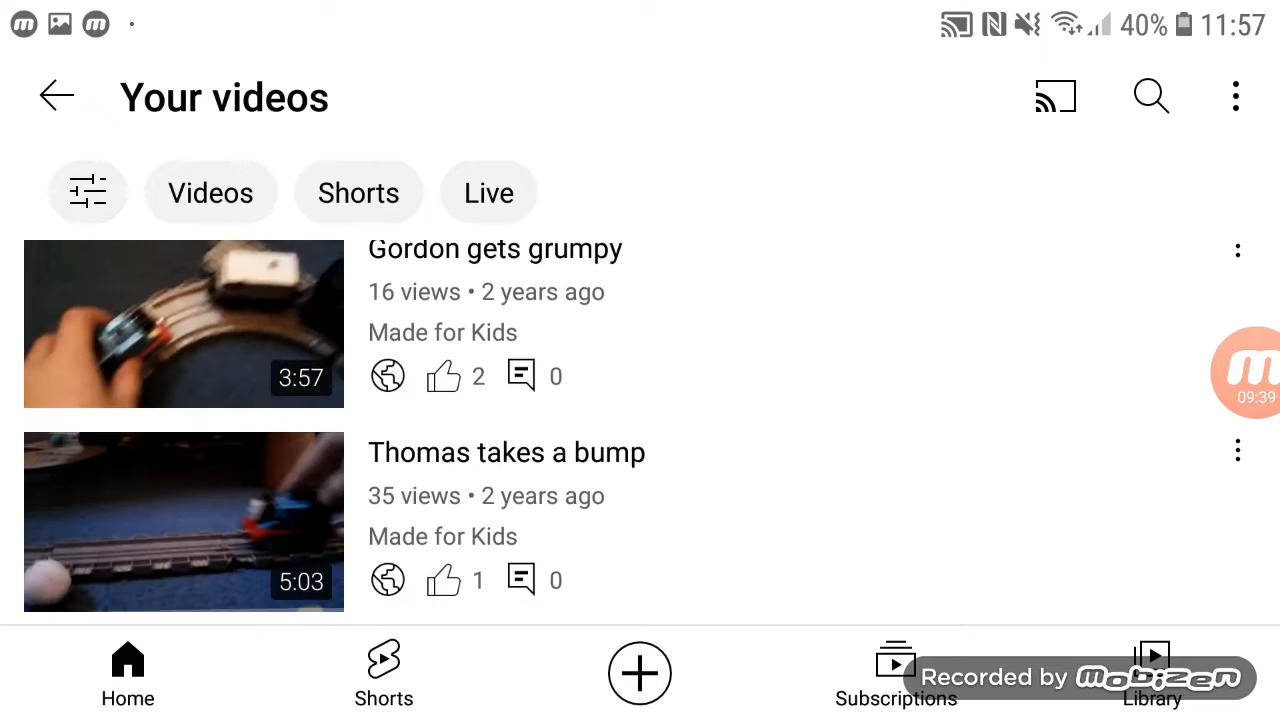 40% 11:57
Your videos
Videos Shorts Live
Gordon gets grumpy
16 views • 2 years ago
Made for Kids
3:57
2 0
m
09:39
Thomas takes a bump
35 views • 2 years ago
Made for Kids
5:03
1 0
Home Shorts Subscriptions Library
Recorded by mobizen